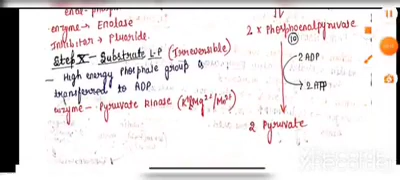 enzyme → Enolase
Inhibitor → Fluoride.
Step X - Substrate L.P (Irreversible)
- High energy Phosphate group is
transferred to ADP
enzyme - Pyruvate Kinase (K⁺/Mg²⁺/Mn²⁺)
2 x Phosphoenolpyruvate
10
2 ADP
2 ATP
2 Pyruvate